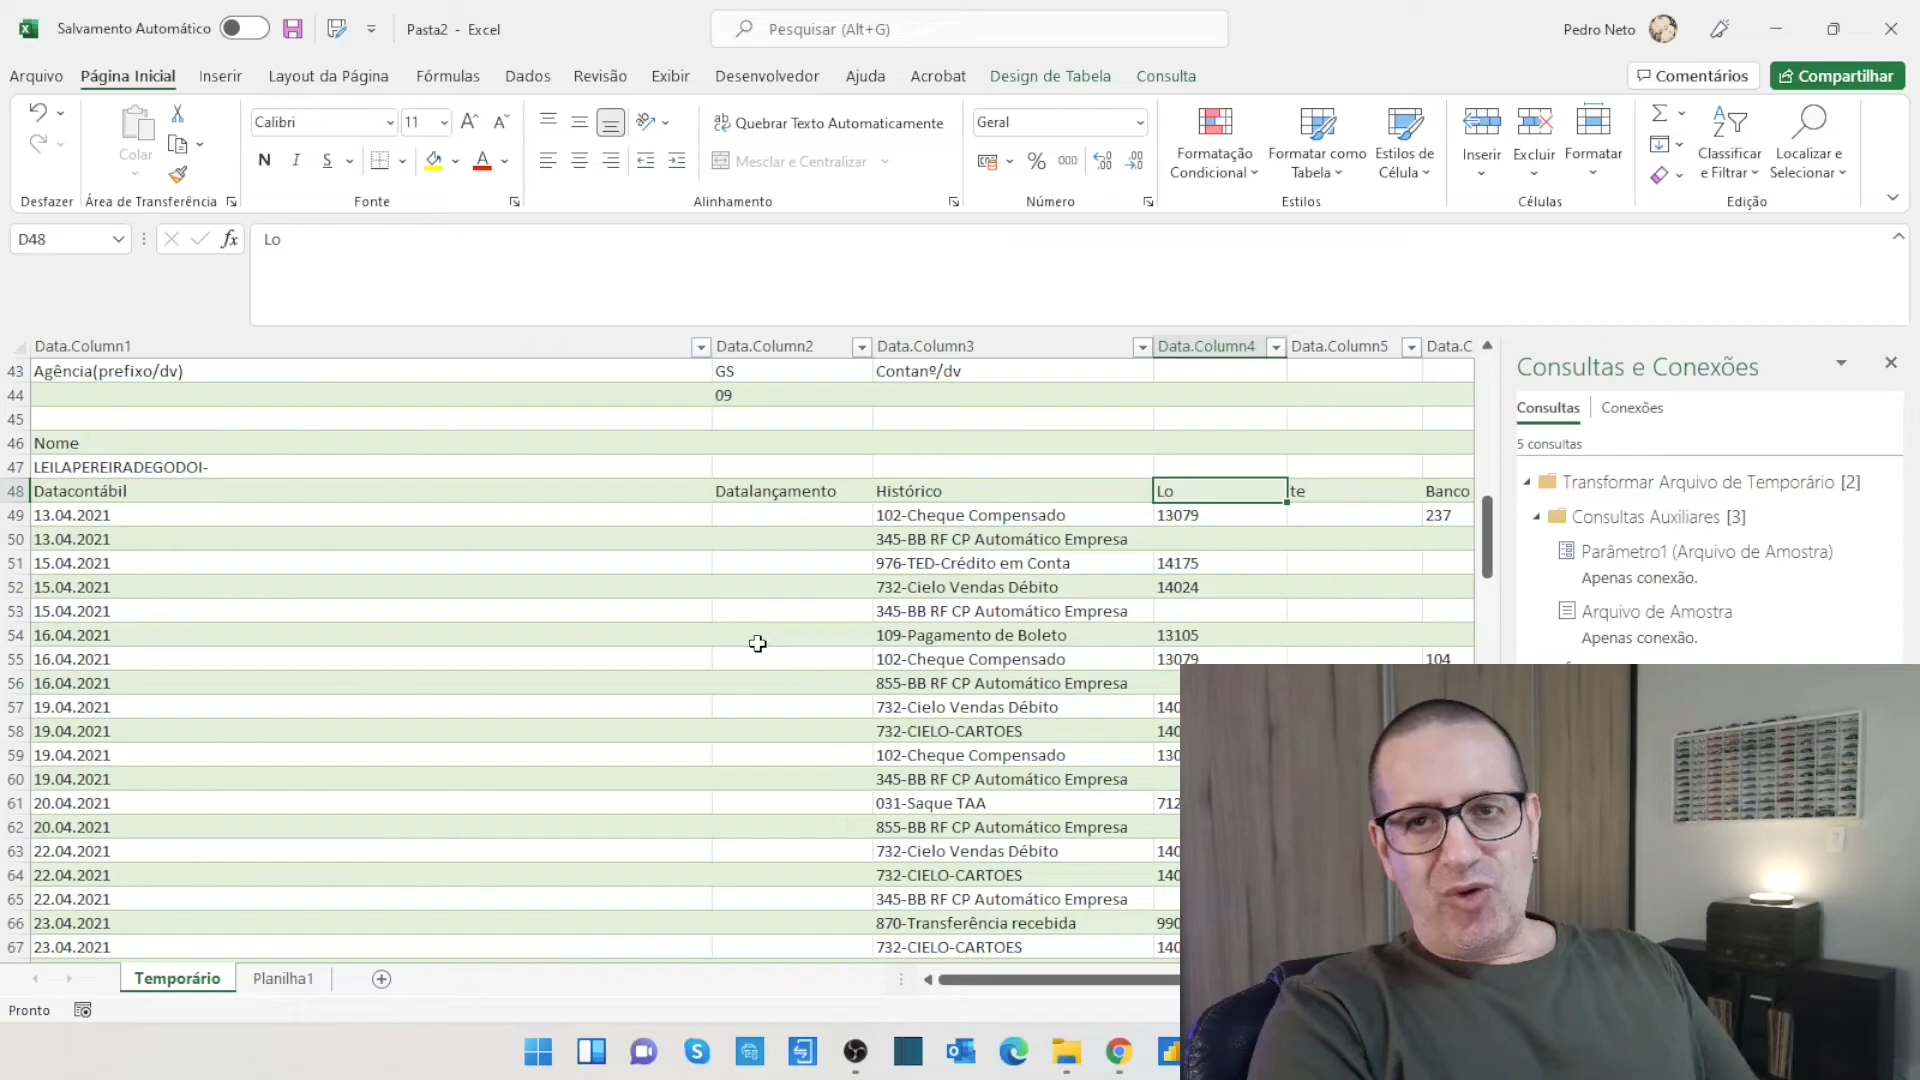 Salvamento Automático
Pasta2 - Excel
Pesquisar (Alt+G)
Pedro Neto
Arquivo Página Inicial Inserir Layout da Página Fórmulas Dados Revisão Exibir Desenvolvedor Ajuda Acrobat Design de Tabela Consulta
Comentários Compartilhar
Colar
Calibri 11
N I S
Quebrar Texto Automaticamente
Mesclar e Centralizar
Geral
% 000
Formatação Condicional
Formatar como Tabela
Estilos de Célula
Inserir Excluir Formatar
Classificar e Filtrar
Localizar e Selecionar
Desfazer Área de Transferência Fonte Alinhamento Número Estilos Células Edição
D48 fx Lo
Data.Column1 Data.Column2 Data.Column3 Data.Column4 Data.Column5 Data.C
43 Agência(prefixo/dv) GS Contanº/dv
44 09
45
46 Nome
47 LEILAPEREIRADEGODOI-
48 Datacontábil Datalançamento Histórico Lo te Banco
49 13.04.2021 102-Cheque Compensado 13079 237
50 13.04.2021 345-BB RF CP Automático Empresa
51 15.04.2021 976-TED-Crédito em Conta 14175
52 15.04.2021 732-Cielo Vendas Débito 14024
53 15.04.2021 345-BB RF CP Automático Empresa
54 16.04.2021 109-Pagamento de Boleto 13105
55 16.04.2021 102-Cheque Compensado 13079 104
56 16.04.2021 855-BB RF CP Automático Empresa
57 19.04.2021 732-Cielo Vendas Débito 140
58 19.04.2021 732-CIELO-CARTOES 140
59 19.04.2021 102-Cheque Compensado 130
60 19.04.2021 345-BB RF CP Automático Empresa
61 20.04.2021 031-Saque TAA 712
62 20.04.2021 855-BB RF CP Automático Empresa
63 22.04.2021 732-Cielo Vendas Débito 140
64 22.04.2021 732-CIELO-CARTOES 140
65 22.04.2021 345-BB RF CP Automático Empresa
66 23.04.2021 870-Transferência recebida 990
67 23.04.2021 732-CIELO-CARTOES 140
Consultas e Conexões
Consultas Conexões
5 consultas
Transformar Arquivo de Temporário [2]
Consultas Auxiliares [3]
Parâmetro1 (Arquivo de Amostra)
Apenas conexão.
Arquivo de Amostra
Apenas conexão.
Temporário Planilha1
Pronto